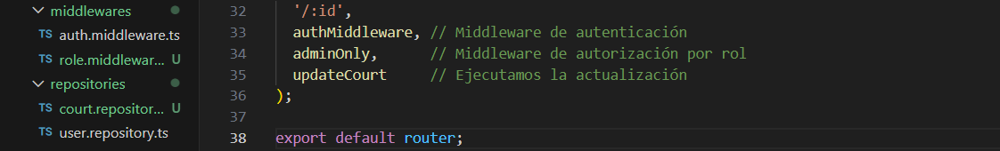 middlewares
TS auth.middleware.ts
TS role.middlewar... U
repositories
TS court.repositor... U
TS user.repository.ts
32 '/:id',
33 authMiddleware, // Middleware de autenticación
34 adminOnly, // Middleware de autorización por rol
35 updateCourt // Ejecutamos la actualización
36 );
37
38 export default router;